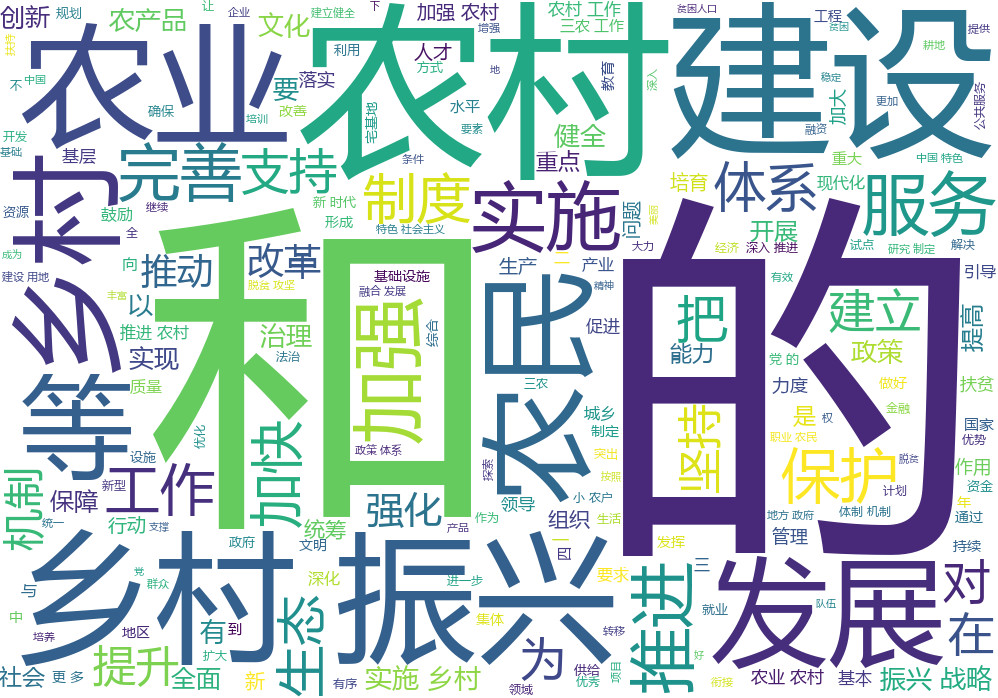 创新
规划
农产品
企业
文化
让
建立健全
下
加强 农村
增强
农村 工作
三农 工作
贫困人口
贫困
工程
耕地
提供
扶持
农业
农村
建设
利用
人才
方式
不
中国
确保
要
落实
改善
培训
宅基地
水平
要素
地
教育
深入
健全
加大
稳定
更加
融资
公共服务
开发
基础
基层
完善
支持
条件
重点
重大
中国 特色
乡村
资源
鼓励
继续
全
新 时代
形成
制度
特色 社会主义
实施
问题
美丽
培育
体系
现代化
服务
成为
向
推动
改革
基础设施
生产
二
产业
大力
经济
开展
深入 推进
试点
研究 制定
解决
建设 用地
丰富
以
脱贫 攻坚
融合 发展
精神
有效
引导
和
的
推进 农村
治理
加强
综合
农民
促进
把
建立
提高
实现
法治
能力
党 的
政策
等
质量
三农
力度
做好
扶贫
优化
城乡
制定
坚持
是
权
金融
国家
优势
设施
加快
政策 体系
突出
职业 农民
脱贫
机制
保障
新型
工作
强化
探索
按照
保护
作用
计划
资金
年
统一
支撑
行动
统筹
产品
领导
作为
小 农户
组织
生活
一
地方 政府
体制 机制
通过
政府
文明
四
发挥
管理
持续
乡村
振兴
与
党
群众
深化
进一步
要求
推进
三
发展
对
中
培养
地区
有
到
生态
集体
转移
就业
队伍
在
社会
更 多
提升
全面
扩大
新
有序
实施 乡村
为
领域
供给
优秀
项目
好
衔接
农业 农村
基本
振兴 战略